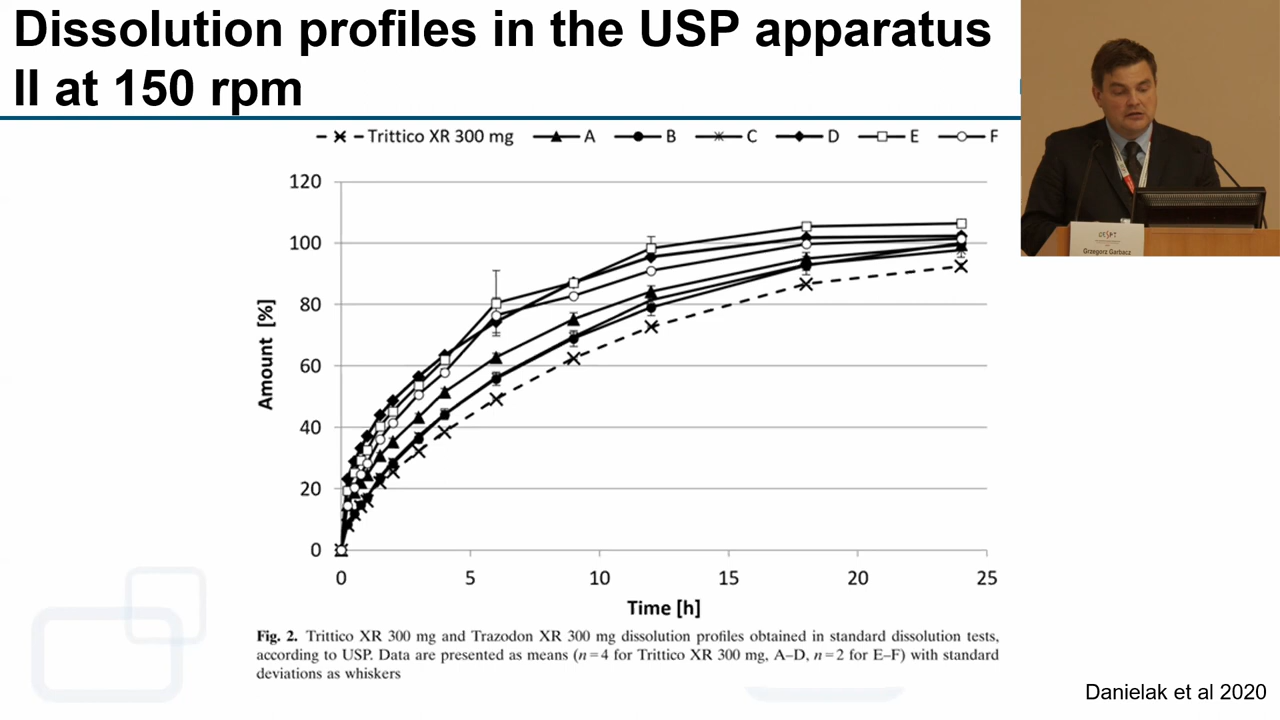 Dissolution profiles in the USP apparatus
II at 150 rpm
Trittico XR 300 mg A B C D E F
120
100
80
60
40
20
0
Amount [%]
0 5 10 15 20 25
Time [h]
Fig. 2. Trittico XR 300 mg and Trazodon XR 300 mg dissolution profiles obtained in standard dissolution tests,
according to USP. Data are presented as means (n=4 for Trittico XR 300 mg, A–D, n=2 for E–F) with standard
deviations as whiskers
Danielak et al 2020
Grzegorz Garbacz